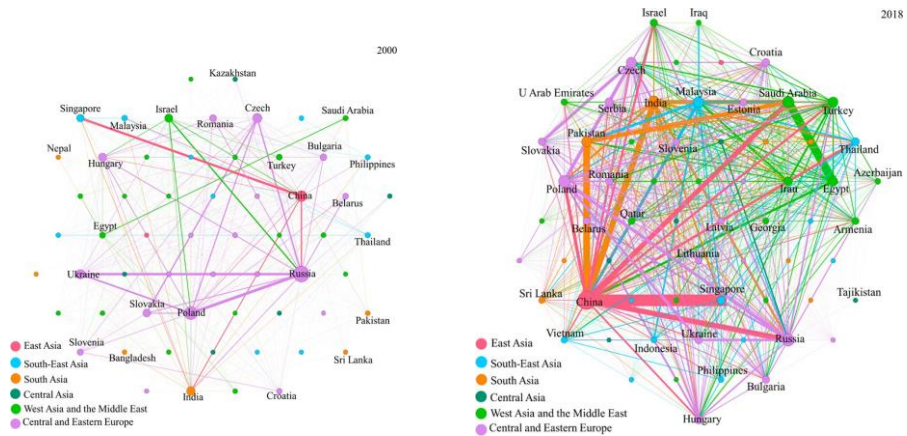 2000
Kazakhstan
Singapore
Israel
Czech
Saudi Arabia
Malaysia
Romania
Nepal
Hungary
Turkey
Bulgaria
Philippines
China
Belarus
Egypt
Thailand
Ukraine
Russia
Slovakia
Poland
Pakistan
Slovenia
Bangladesh
Sri Lanka
India
Croatia
East Asia
South-East Asia
South Asia
Central Asia
West Asia and the Middle East
Central and Eastern Europe
2018
Israel
Iraq
Croatia
Czech
Malaysia
U Arab Emirates
Serbia
India
Estonia
Saudi Arabia
Turkey
Pakistan
Slovakia
Slovenia
Thailand
Romania
Poland
Iran
Egypt
Azerbaijan
Qatar
Belarus
Latvia
Georgia
Armenia
Lithuania
Sri Lanka
China
Singapore
Tajikistan
Vietnam
Indonesia
Ukraine
Russia
Philippines
Bulgaria
Hungary
East Asia
South-East Asia
South Asia
Central Asia
West Asia and the Middle East
Central and Eastern Europe